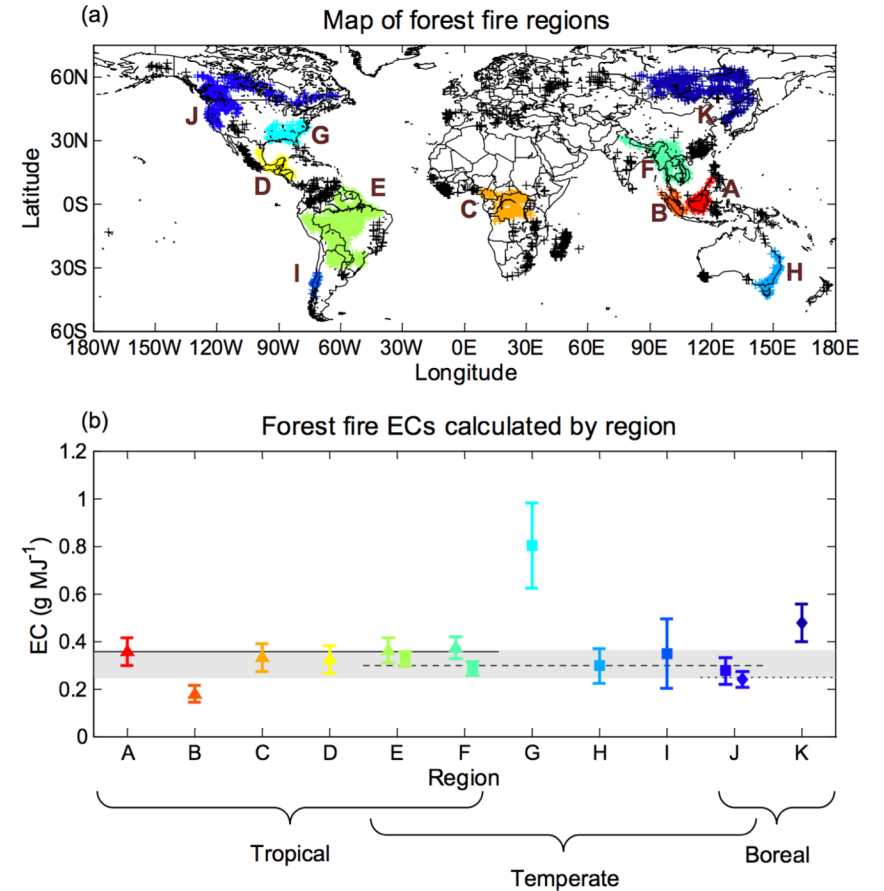 (a)
Map of forest fire regions
60N
30N
0S
30S
60S
Latitude
J
G
D
E
C
I
K
F
A
B
H
180W 150W 120W 90W 60W 30W 0E 30E 60E 90E 120E 150E 180E
Longitude
(b)
Forest fire ECs calculated by region
1.2
1
0.8
0.6
0.4
0.2
0
EC (g MJ⁻¹)
A B C D E F G H I J K
Region
Tropical
Temperate
Boreal